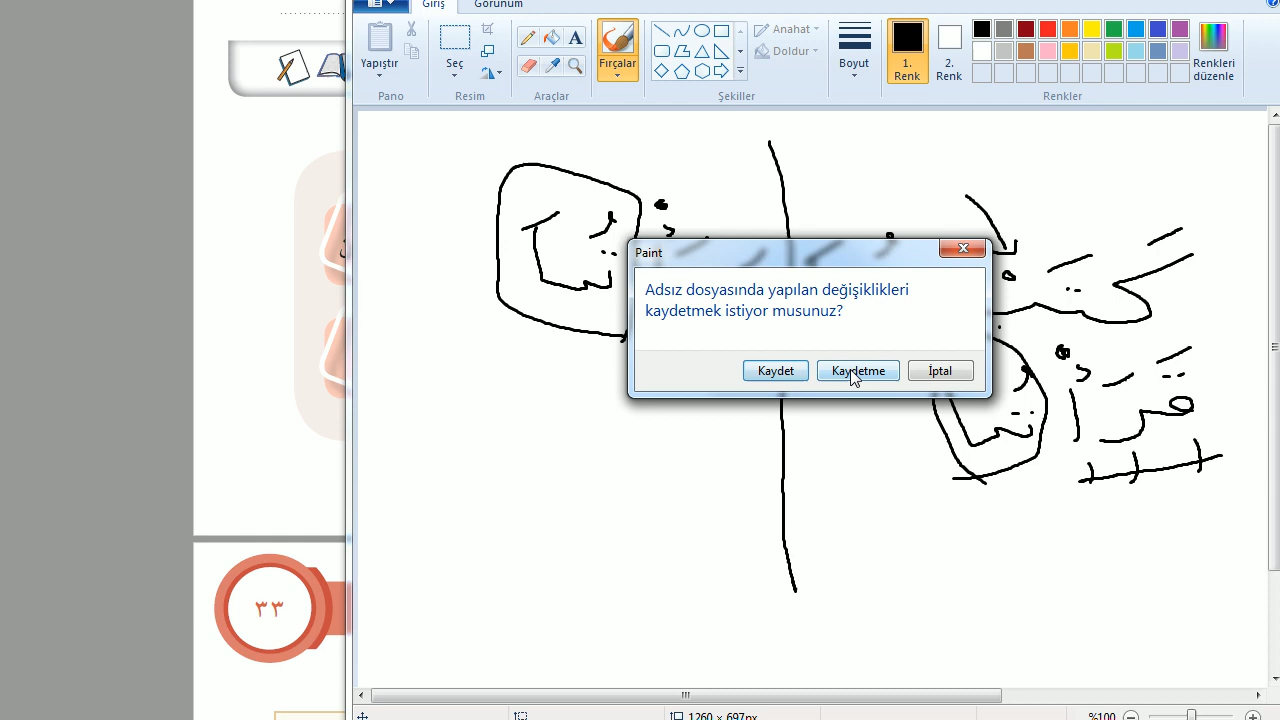 Giriş Görünüm
Yapıştır
Seç
Fırçalar
Anahat
Doldur
Boyut
1. Renk
2. Renk
Renkleri düzenle
Pano
Resim
Araçlar
Şekiller
Renkler
Paint
Adsız dosyasında yapılan değişiklikleri
kaydetmek istiyor musunuz?
Kaydet Kaydetme İptal
٣٣
1260 × 697px
%100